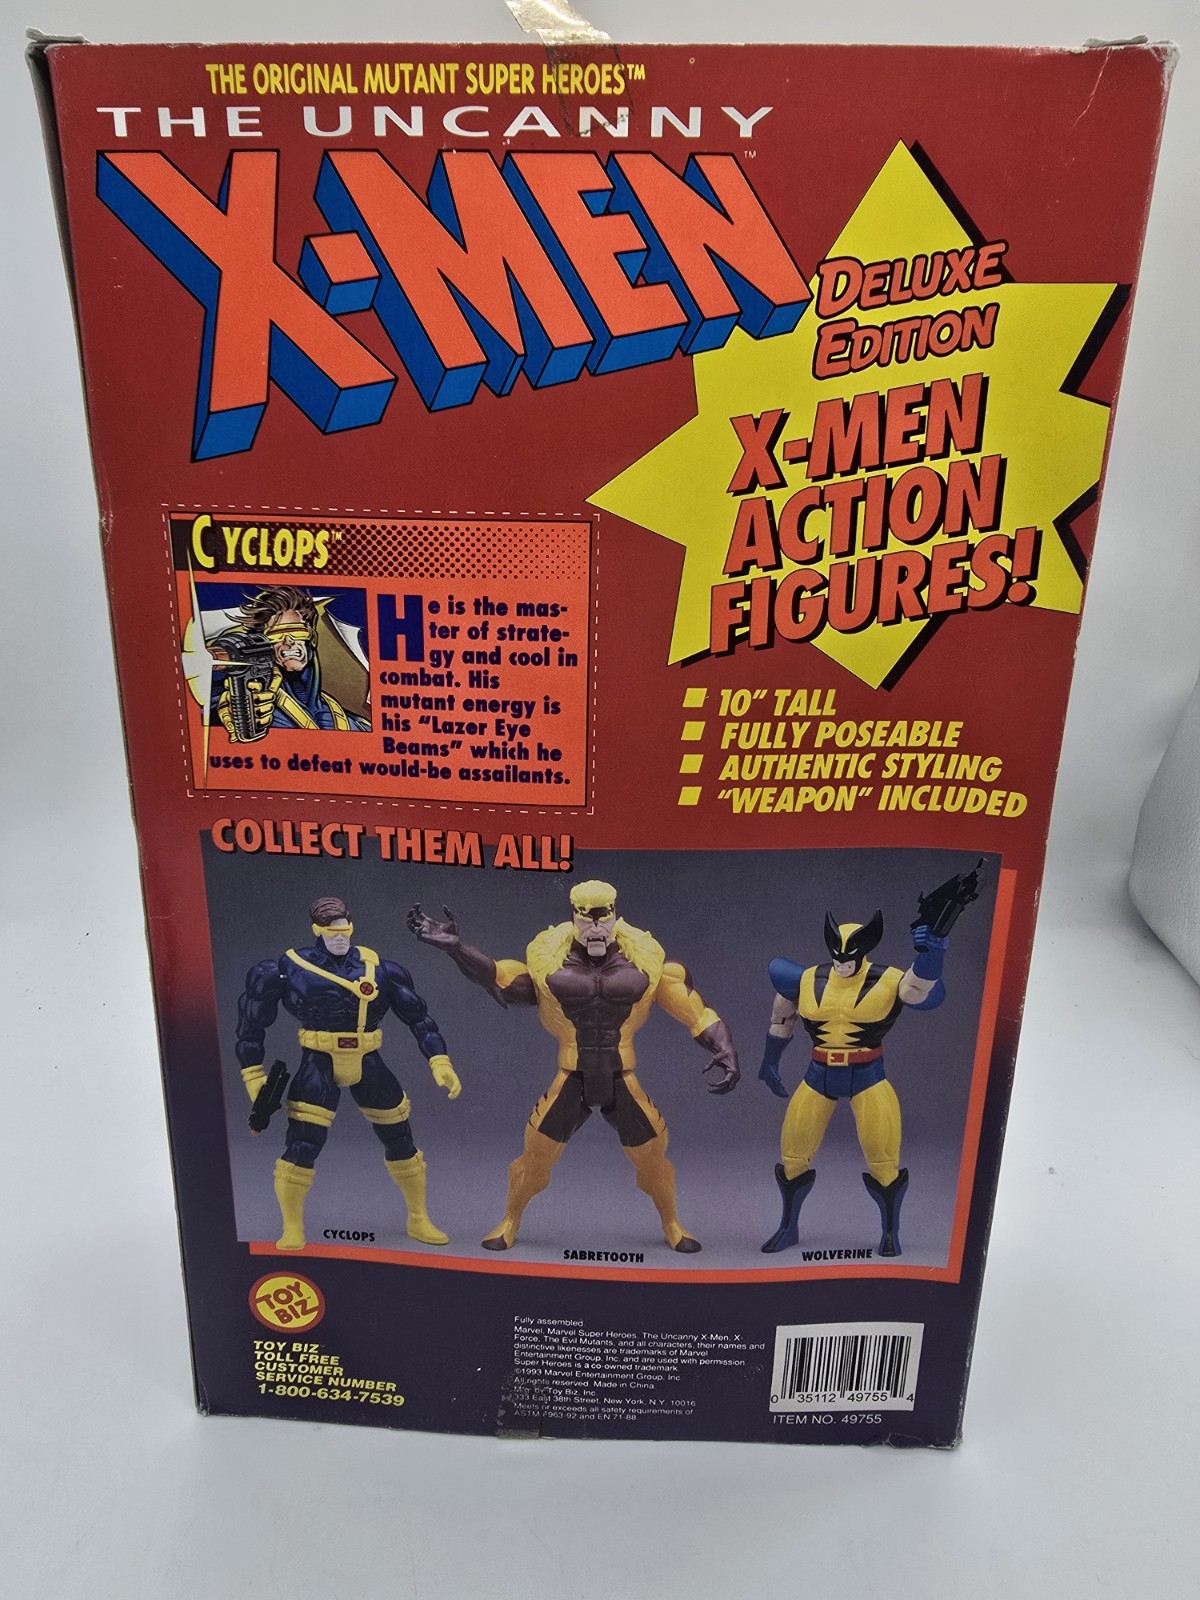 THE ORIGINAL MUTANT SUPER HEROES™
THE UNCANNY
X-MEN™
DELUXE
EDITION
X-MEN
ACTION
FIGURES!
CYCLOPS™
He is the mas-
ter of strate-
gy and cool in
combat. His
mutant energy is
his "Lazer Eye
Beams" which he
uses to defeat would-be assailants.
10" TALL
FULLY POSEABLE
AUTHENTIC STYLING
"WEAPON" INCLUDED
COLLECT THEM ALL!
CYCLOPS
SABRETOOTH
WOLVERINE
TOY
BIZ
TOY BIZ
TOLL FREE
CUSTOMER
SERVICE NUMBER
1-800-634-7539
Fully assembled.
Marvel, Marvel Super Heroes, The Uncanny X-Men, X-
Force, The Evil Mutants, and all characters, their names and
distinctive likenesses are trademarks of Marvel
Entertainment Group, Inc. and are used with permission.
Super Heroes is a co-owned trademark.
©1993 Marvel Entertainment Group, Inc.
All rights reserved. Made in China.
Mfg. by Toy Biz, Inc.
333 East 38th Street, New York, N.Y. 10016
Meets or exceeds all safety requirements of
ASTM F963-92 and EN 71-88
0 35112 49755 4
ITEM NO. 49755